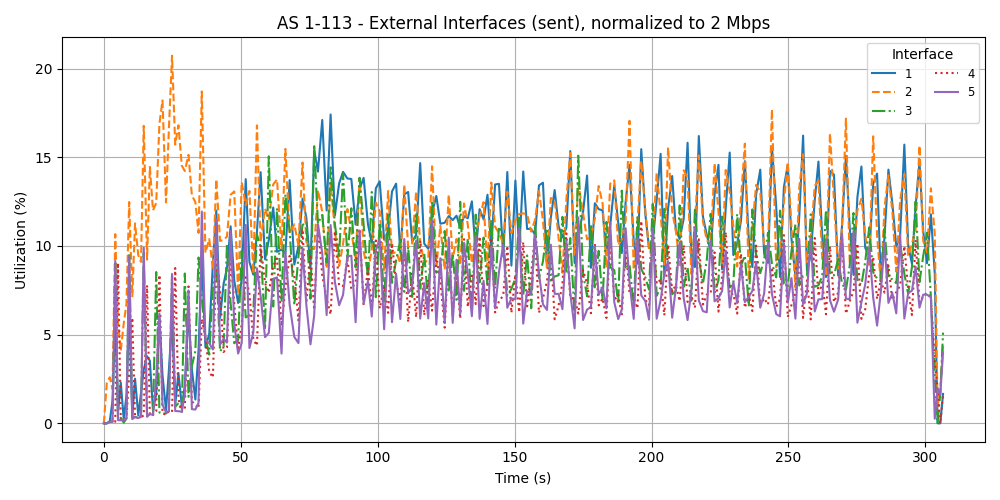 AS 1-113 - External Interfaces (sent), normalized to 2 Mbps
Utilization (%)
20
15
10
5
0
0 50 100 150 200 250 300
Time (s)
Interface
1 4
2 5
3